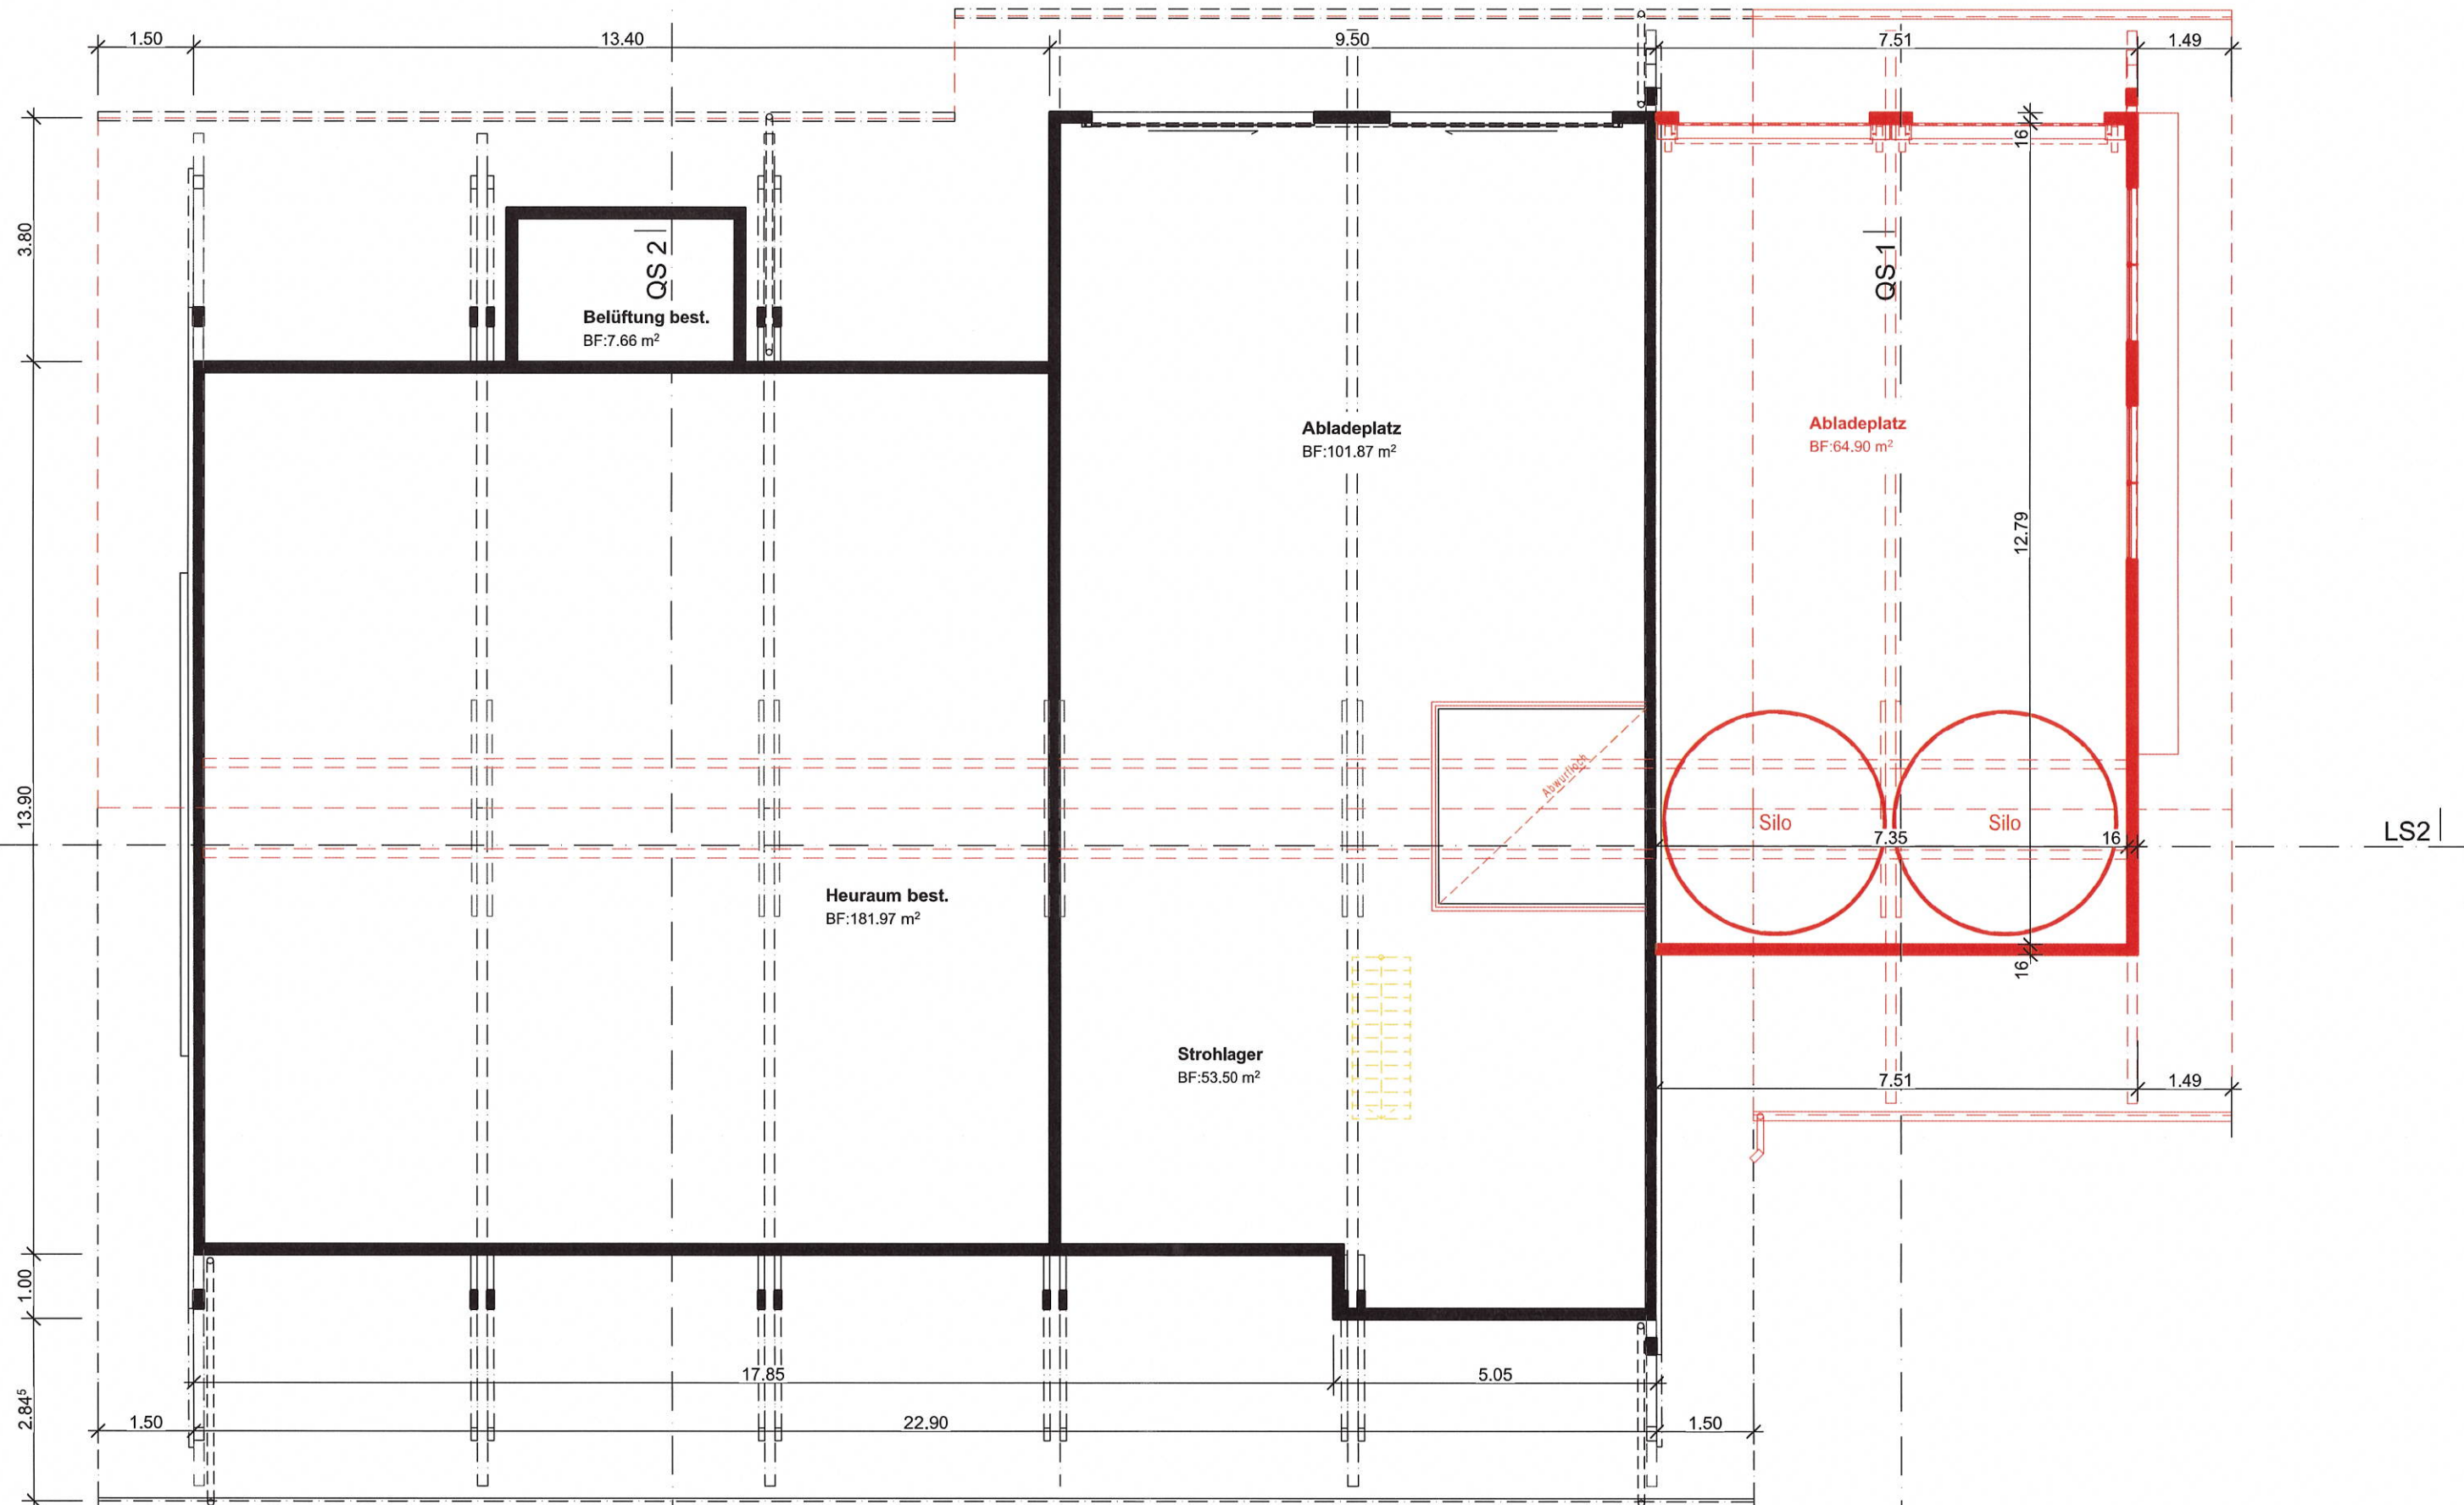 1.50
13.40
9.50
7.51
1.49
16
3.80
QS 2
QS 1
Belüftung best.
BF:7.66 m²
Abladeplatz
BF:101.87 m²
Abladeplatz
BF:64.90 m²
12.79
Abwurfloch
13.90
Silo
Silo
7.35
16
LS2
Heuraum best.
BF:181.97 m²
16
Strohlager
BF:53.50 m²
7.51
1.49
1.00
17.85
5.05
2.84⁵
1.50
22.90
1.50